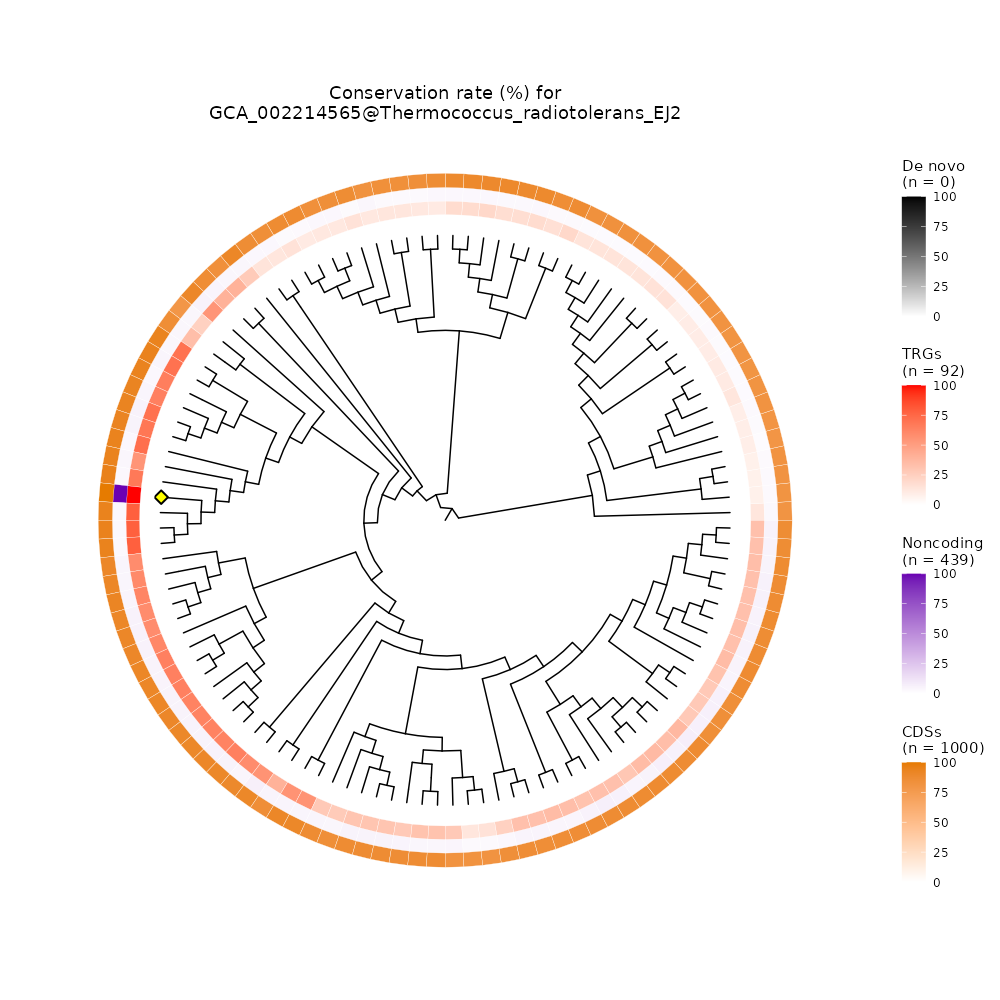 Conservation rate (%) for
GCA_002214565@Thermococcus_radiotolerans_EJ2
De novo
(n = 0)
100
75
50
25
0
TRGs
(n = 92)
100
75
50
25
0
Noncoding
(n = 439)
100
75
50
25
0
CDSs
(n = 1000)
100
75
50
25
0